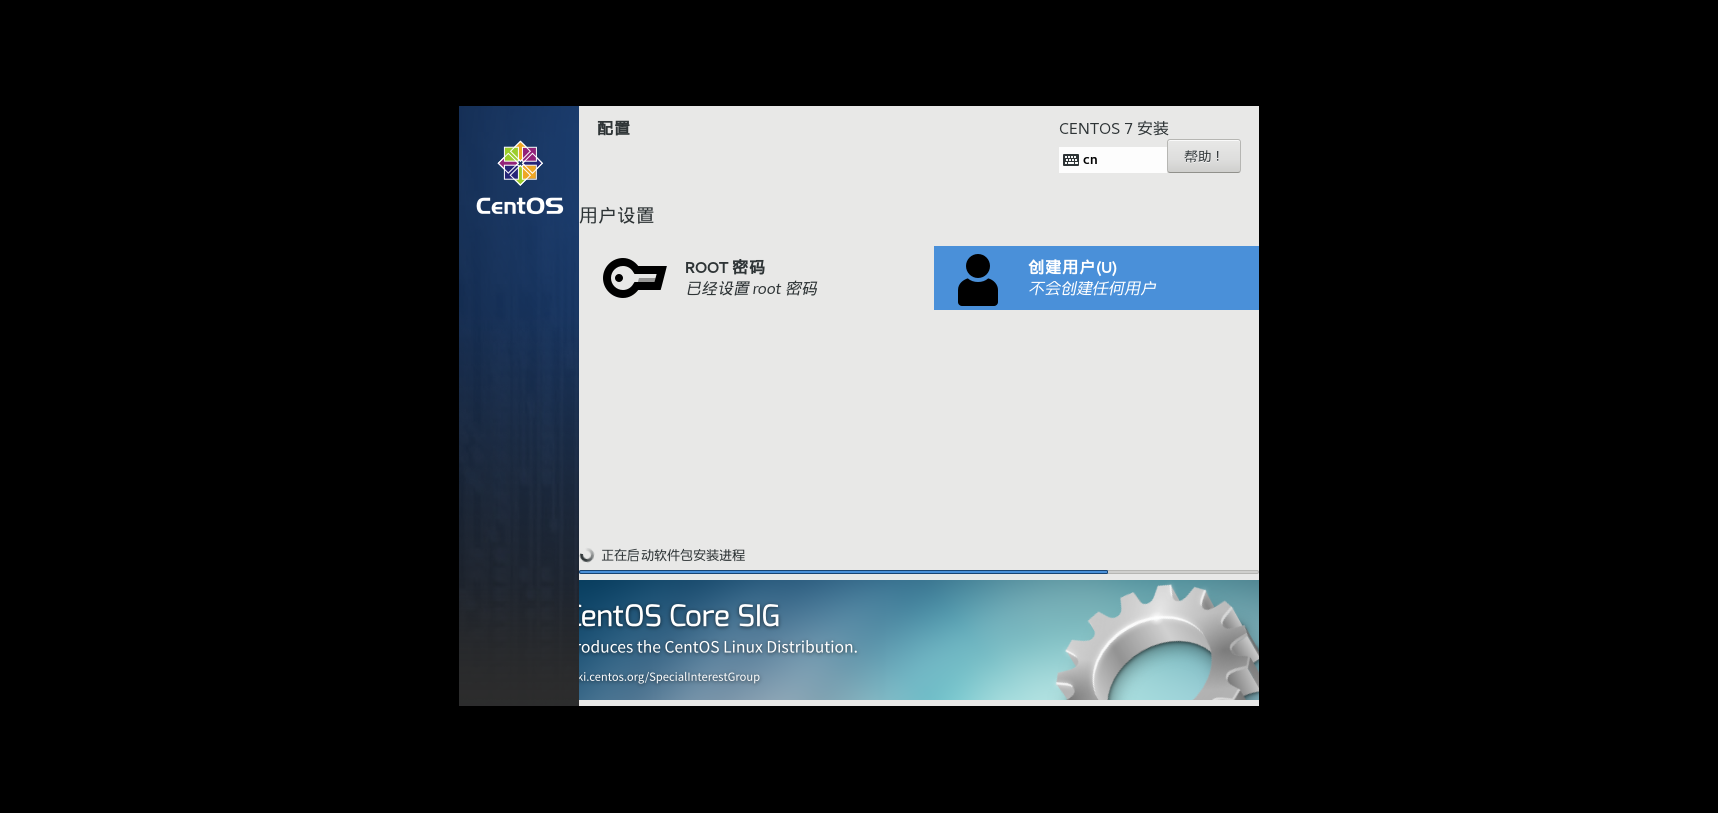 配置
CENTOS 7 安装
cn
帮助！
CentOS
用户设置
ROOT 密码
已经设置 root 密码
创建用户(U)
不会创建任何用户
正在启动软件包安装进程
entOS Core SIG
roduces the CentOS Linux Distribution.
ki.centos.org/SpecialInterestGroup